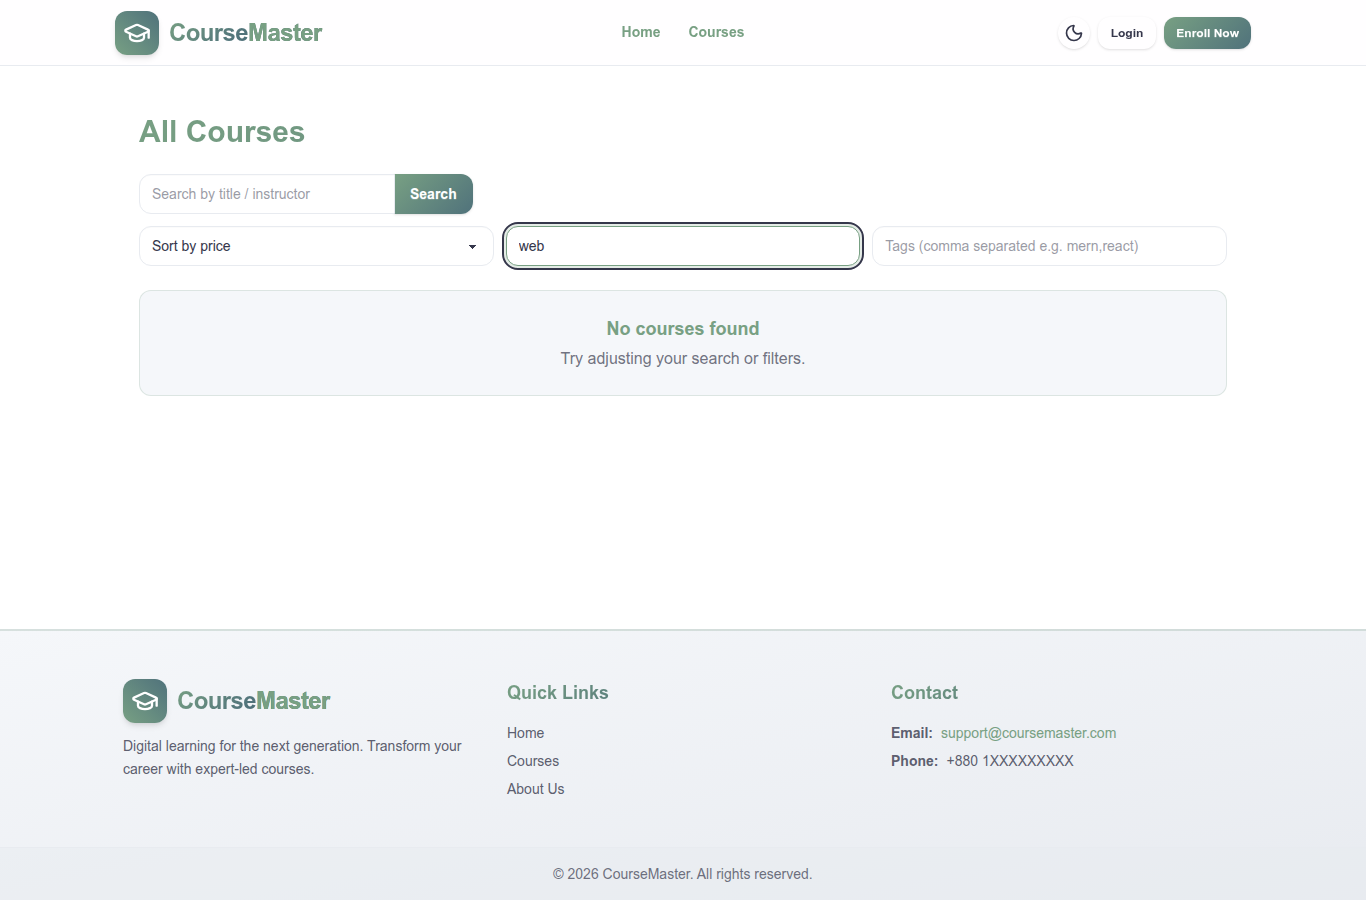 CourseMaster
Home
Courses
Login
Enroll Now
All Courses
Search by title / instructor
Search
Sort by price
web
Tags (comma separated e.g. mern,react)
No courses found
Try adjusting your search or filters.
CourseMaster
Digital learning for the next generation. Transform your
career with expert-led courses.
Quick Links
Home
Courses
About Us
Contact
Email: support@coursemaster.com
Phone: +880 1XXXXXXXXX
© 2026 CourseMaster. All rights reserved.